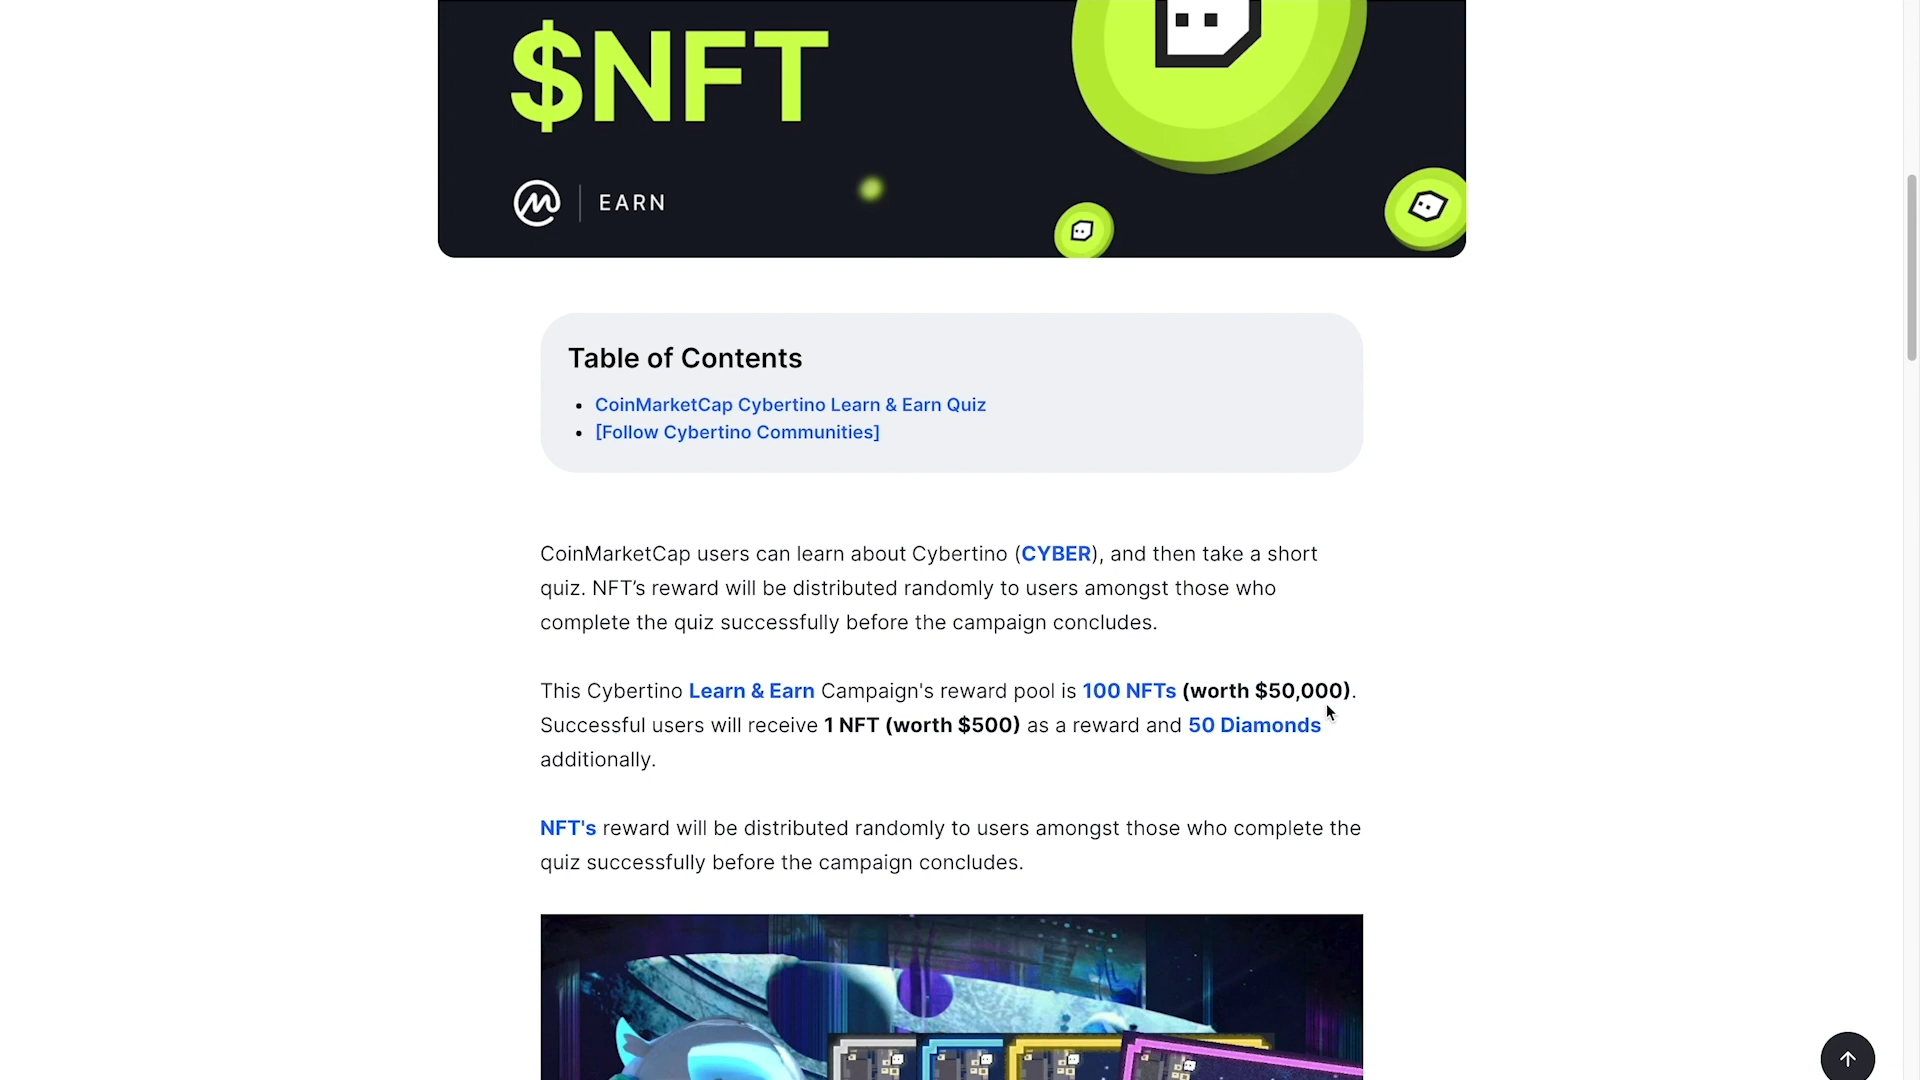 $NFT
EARN
Table of Contents
CoinMarketCap Cybertino Learn & Earn Quiz
[Follow Cybertino Communities]
CoinMarketCap users can learn about Cybertino (CYBER), and then take a short
quiz. NFT’s reward will be distributed randomly to users amongst those who
complete the quiz successfully before the campaign concludes.
This Cybertino Learn & Earn Campaign's reward pool is 100 NFTs (worth $50,000).
Successful users will receive 1 NFT (worth $500) as a reward and 50 Diamonds
additionally.
NFT's reward will be distributed randomly to users amongst those who complete the
quiz successfully before the campaign concludes.